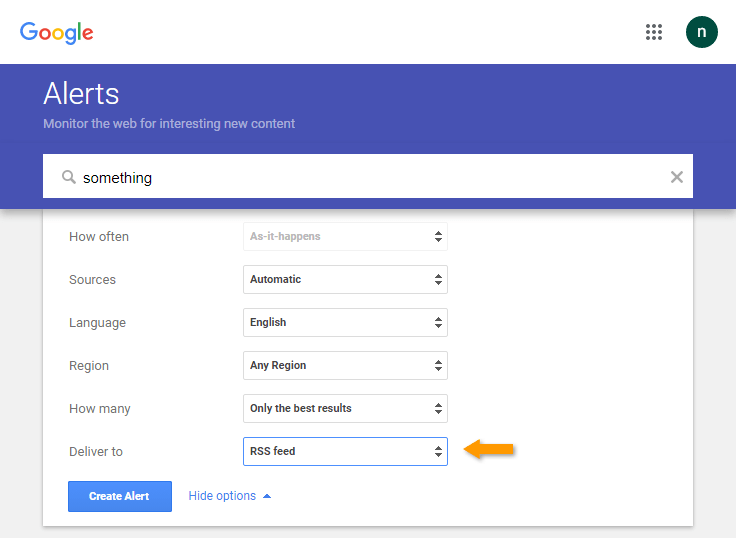 Google
n
Alerts
Monitor the web for interesting new content
something
How often As-it-happens
Sources Automatic
Language English
Region Any Region
How many Only the best results
Deliver to RSS feed
Create Alert Hide options